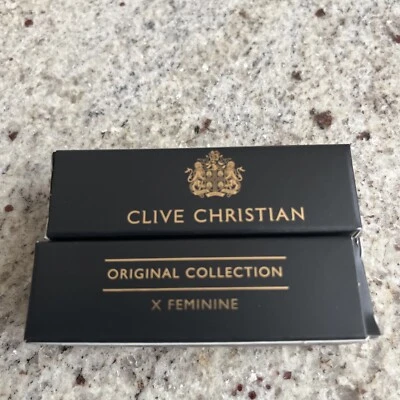 CLIVE CHRISTIAN
ORIGINAL COLLECTION
X FEMININE